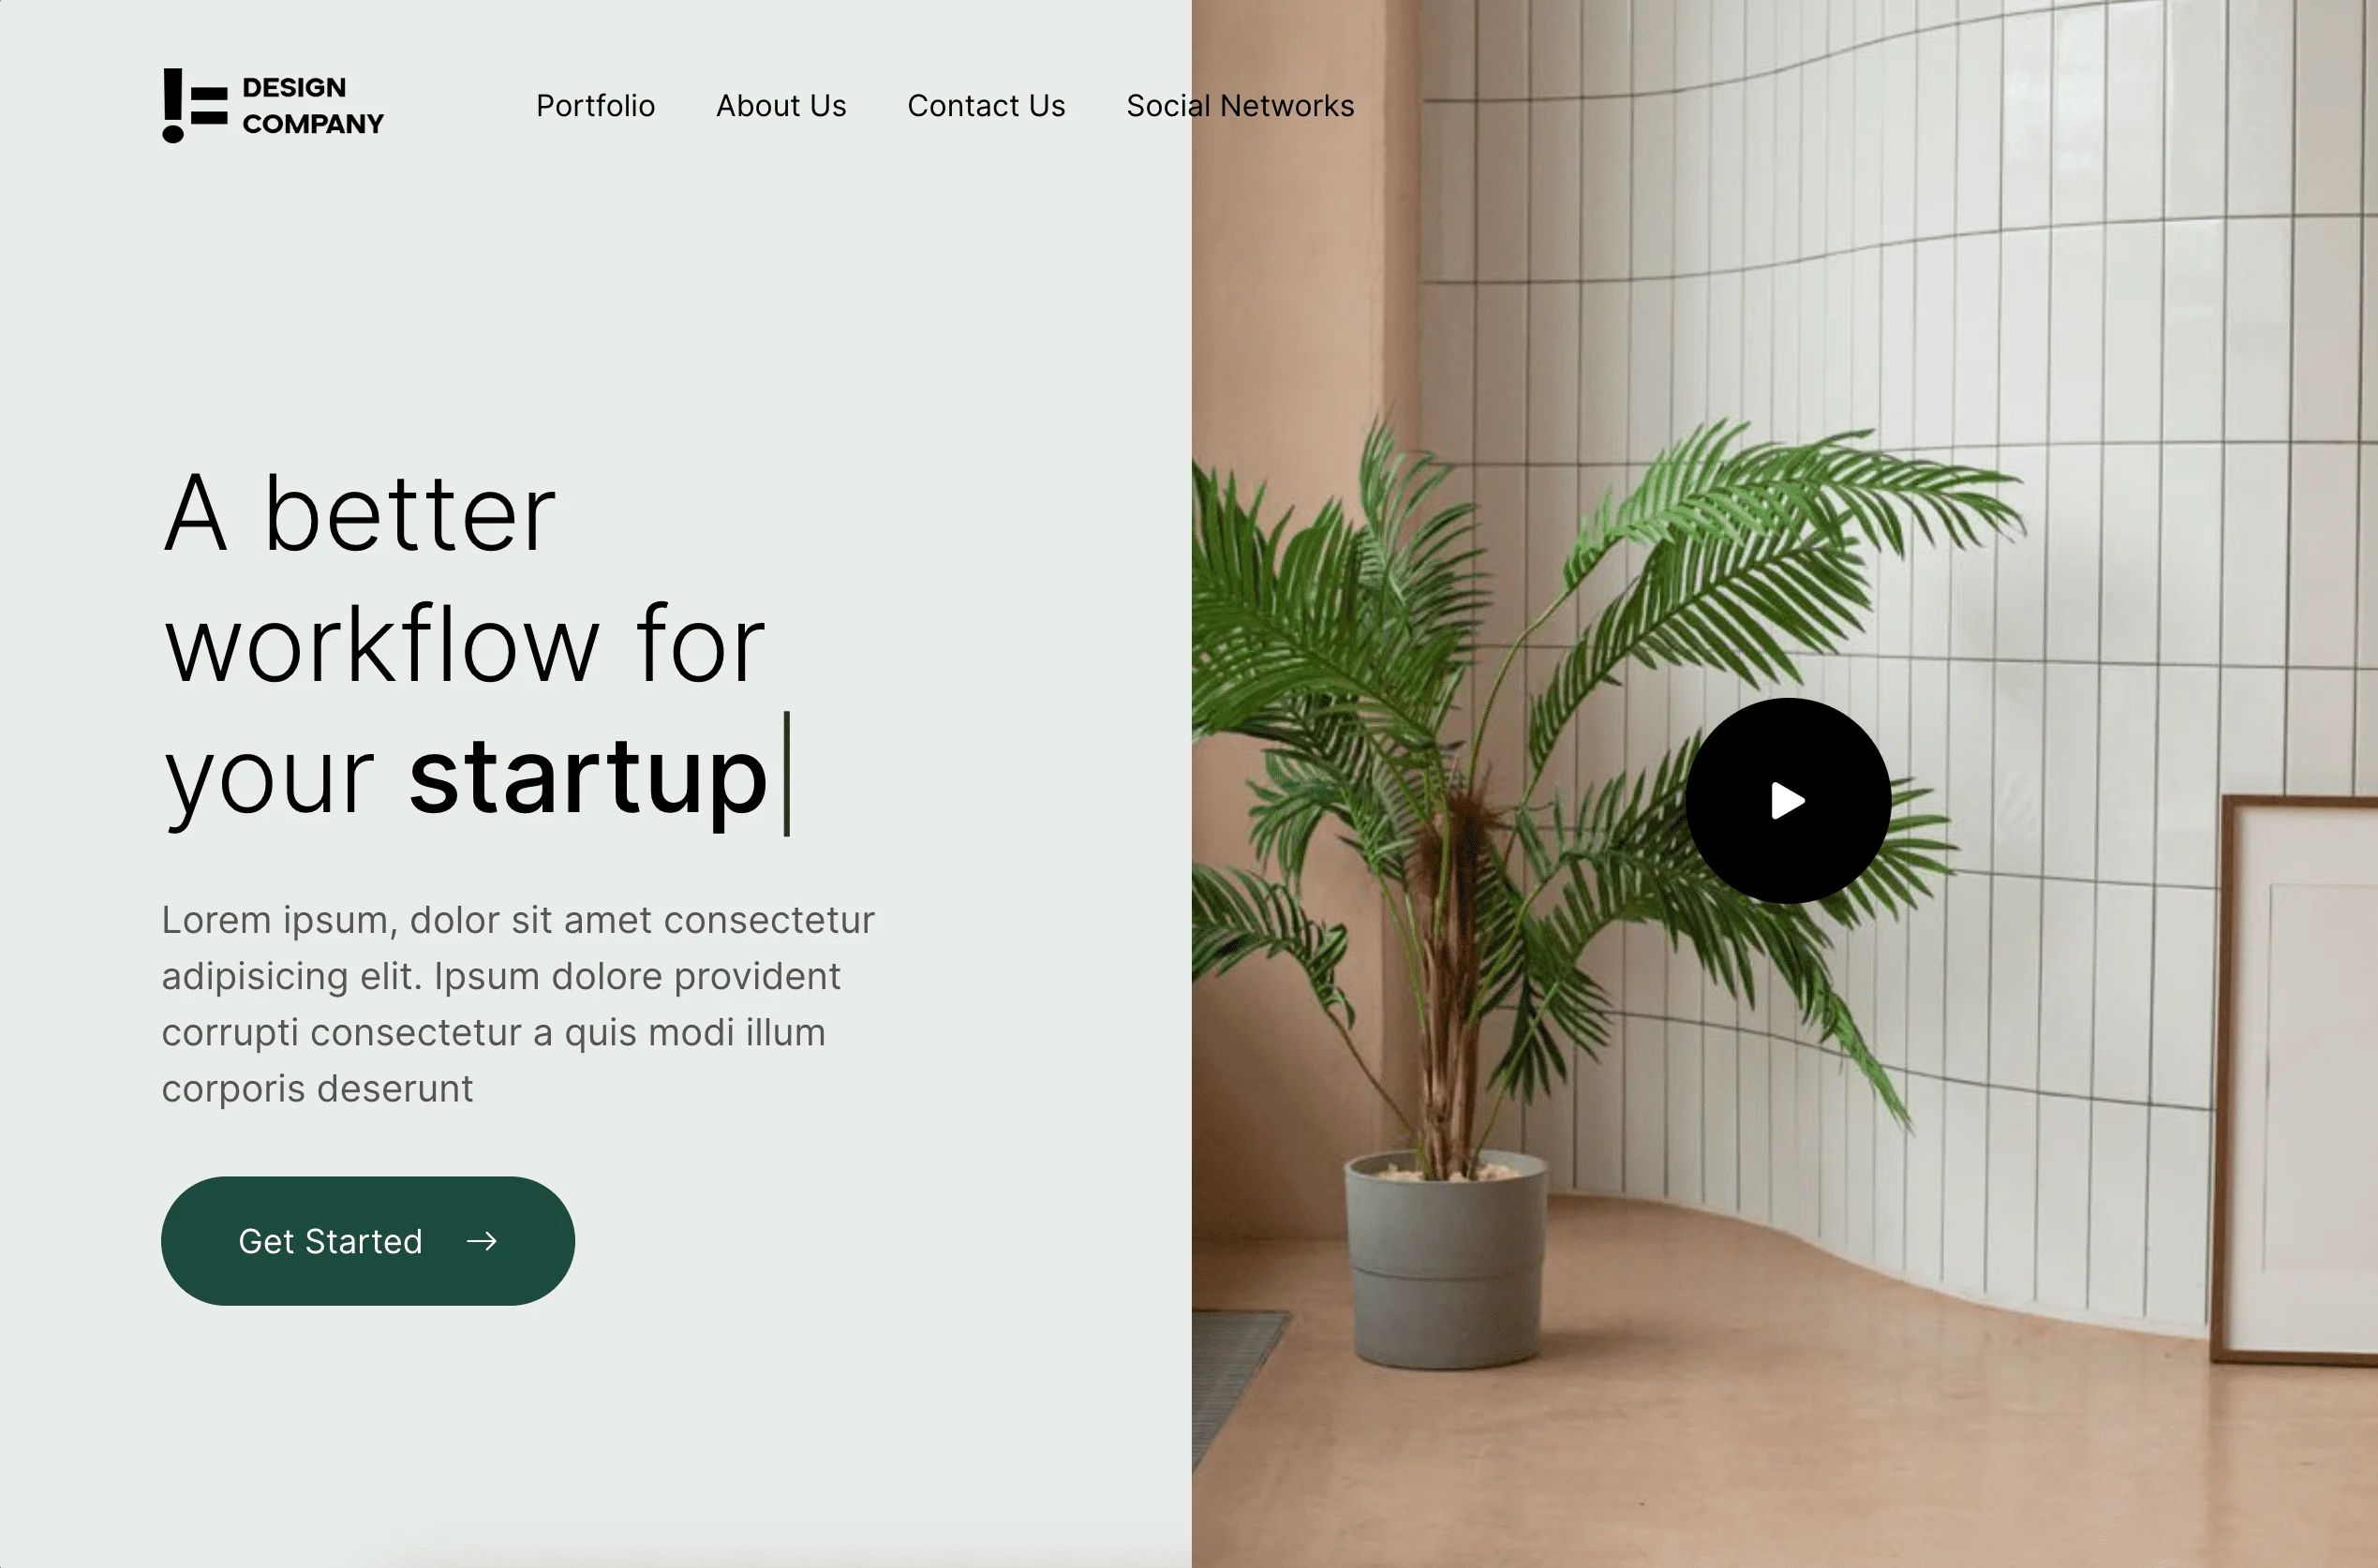 DESIGN
COMPANY
Portfolio About Us Contact Us Social Networks
A better
workflow for
your startup
Lorem ipsum, dolor sit amet consectetur
adipisicing elit. Ipsum dolore provident
corrupti consectetur a quis modi illum
corporis deserunt
Get Started →